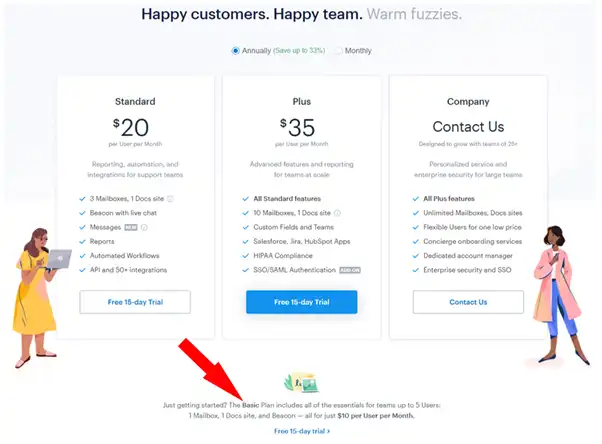 Happy customers. Happy team. Warm fuzzies.
Annually (Save up to 33%) Monthly
Standard
$20
per User per Month
Reporting, automation, and
integrations for support teams
3 Mailboxes, 1 Docs site
Beacon with live chat
Messages NEW
Reports
Automated Workflows
API and 50+ integrations
Free 15-day Trial
Plus
$35
per User per Month
Advanced features and reporting
for teams at scale
All Standard features
10 Mailboxes, 1 Docs site
Custom Fields and Teams
Salesforce, Jira, HubSpot Apps
HIPAA Compliance
SSO/SAML Authentication ADD-ON
Free 15-day Trial
Company
Contact Us
Designed to grow with teams of 25+
Personalized service and
enterprise security for large teams
All Plus features
Unlimited Mailboxes, Docs sites
Flexible Users for one low price
Concierge onboarding services
Dedicated account manager
Enterprise security and SSO
Contact Us
Just getting started? The Basic Plan includes all of the essentials for teams up to 5 Users:
1 Mailbox, 1 Docs site, and Beacon — all for just $10 per User per Month.
Free 15-day trial >